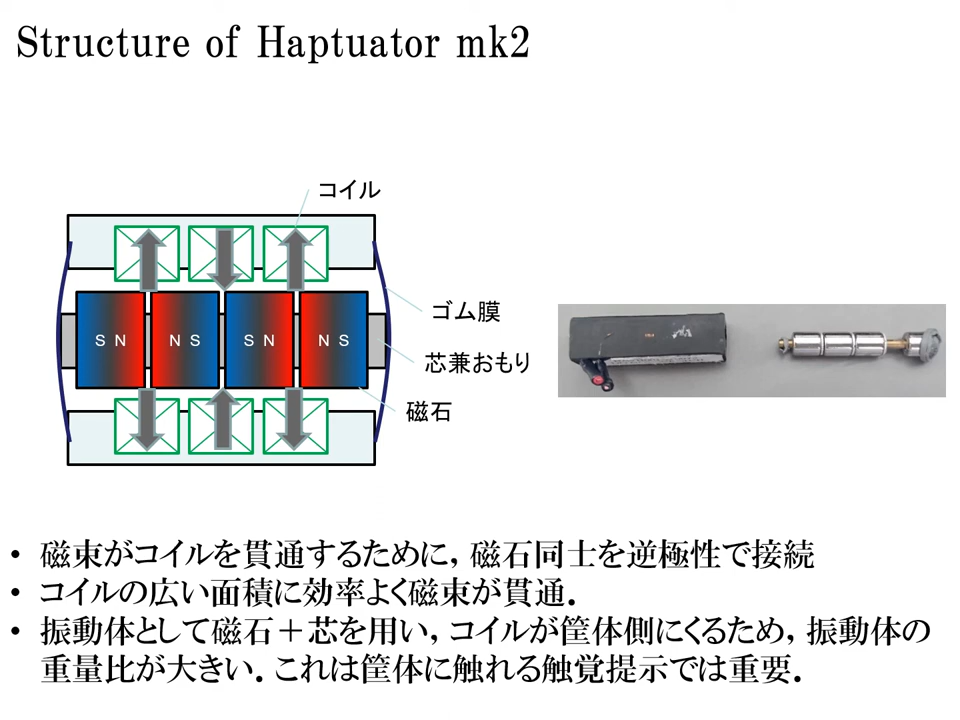 Structure of Haptuator mk2
コイル
ゴム膜
S N
N S
S N
N S
芯兼おもり
磁石
• 磁束がコイルを貫通するために，磁石同士を逆極性で接続
• コイルの広い面積に効率よく磁束が貫通．
• 振動体として磁石＋芯を用い，コイルが筐体側にくるため，振動体の
重量比が大きい．これは筐体に触れる触覚提示では重要．